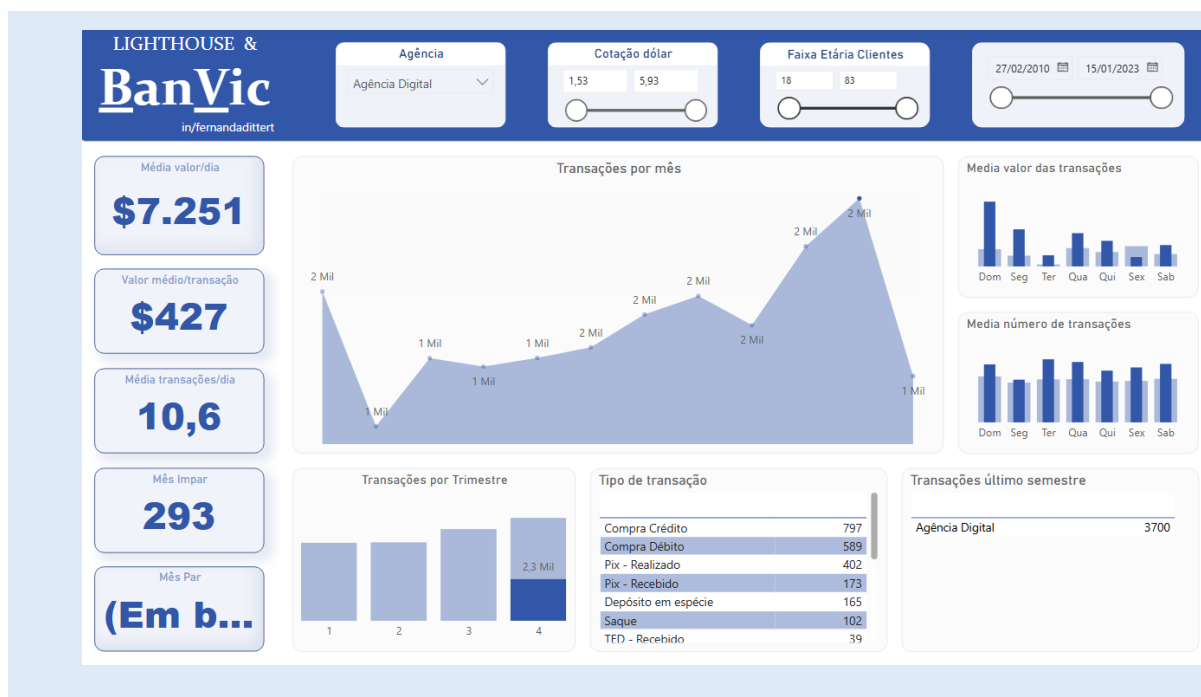 LIGHTHOUSE &
BanVic
in/fernandadittert
Agência
Agência Digital
Cotação dólar
1,53 5,93
Faixa Etária Clientes
18 83
27/02/2010 15/01/2023
Média valor/dia
$7.251
Valor médio/transação
$427
Média transações/dia
10,6
Mês Impar
293
Mês Par
(Em b...
Transações por mês
2 Mil
1 Mil
1 Mil
1 Mil
1 Mil
2 Mil
2 Mil
2 Mil
2 Mil
2 Mil
2 Mil
1 Mil
Media valor das transações
Dom Seg Ter Qua Qui Sex Sab
Media número de transações
Dom Seg Ter Qua Qui Sex Sab
Transações por Trimestre
2,3 Mil
1 2 3 4
Tipo de transação
Compra Crédito 797
Compra Débito 589
Pix - Realizado 402
Pix - Recebido 173
Depósito em espécie 165
Saque 102
TED - Recebido 39
Transações último semestre
Agência Digital 3700